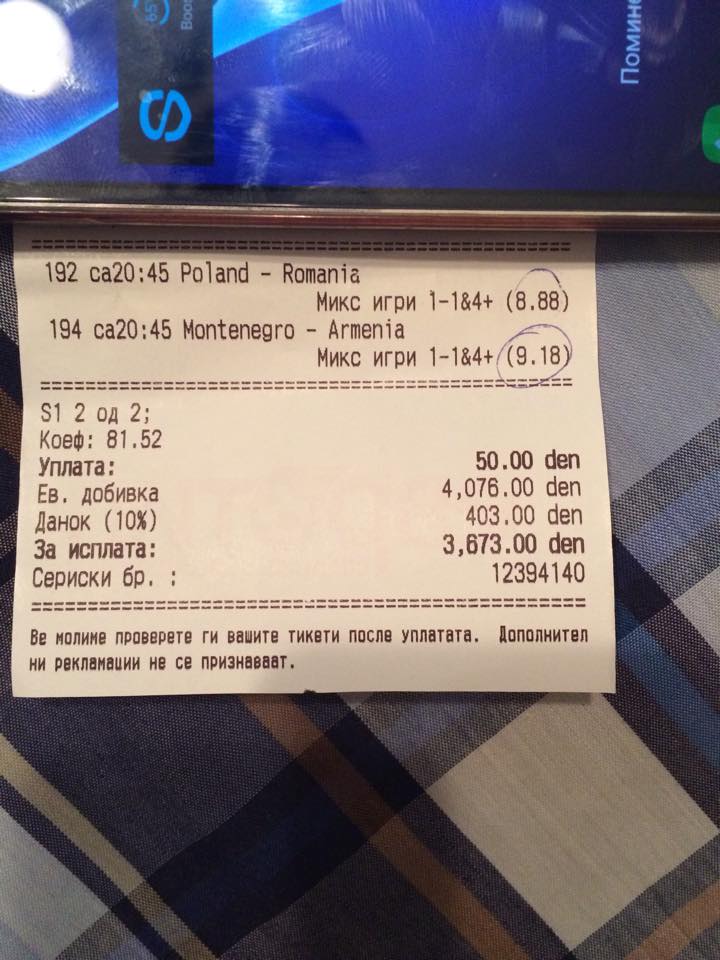 65
Boo
Помин
192 са20:45 Poland - Romania
Микс игри 1-1&4+ (8.88)
194 са20:45 Montenegro - Armenia
Микс игри 1-1&4+ (9.18)
S1 2 од 2;
Коеф: 81.52
Уплата: 50.00 den
Ев. добивка 4,076.00 den
Данок (10%) 403.00 den
За исплата: 3,673.00 den
Сериски бр. : 12394140
Ве молиме проверете ги вашите тикети после уплатата. Дополнител
ни рекламации не се признаваат.